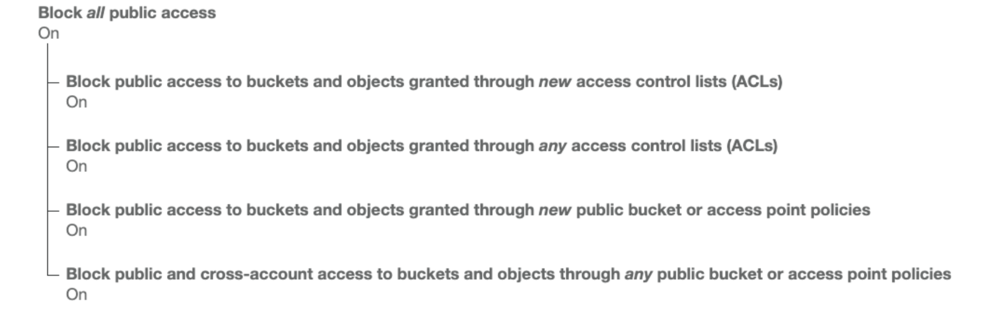 Block all public access
On
Block public access to buckets and objects granted through new access control lists (ACLs)
On
Block public access to buckets and objects granted through any access control lists (ACLs)
On
Block public access to buckets and objects granted through new public bucket or access point policies
On
Block public and cross-account access to buckets and objects through any public bucket or access point policies
On